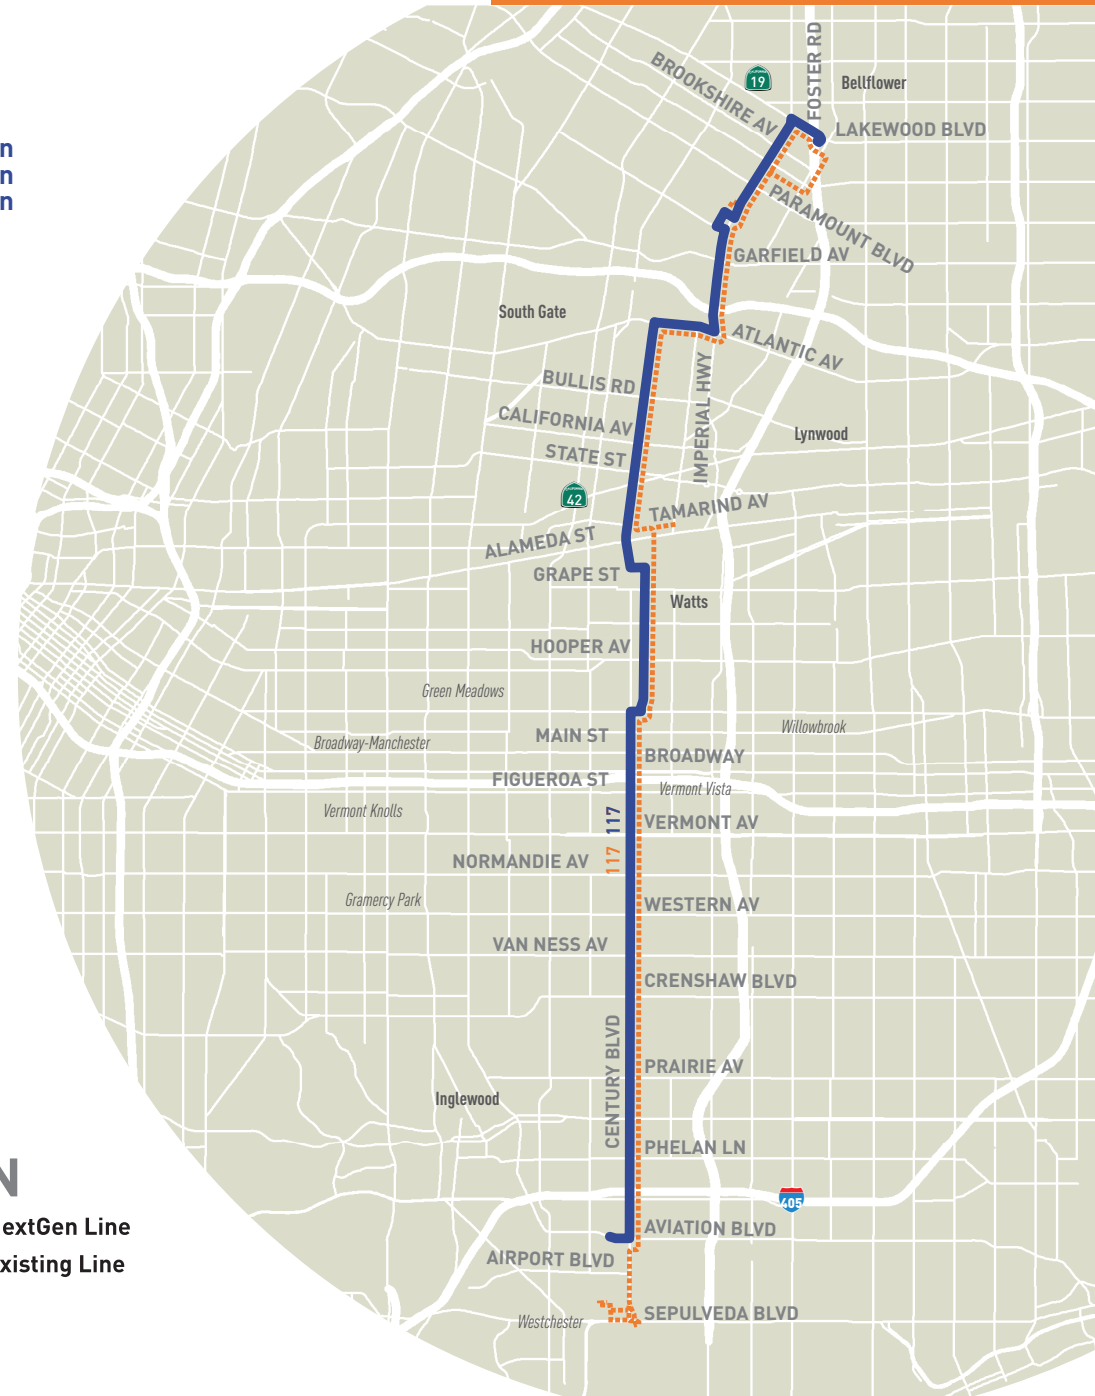 BROOKSHIRE AV
CALIFORNIA
19
FOSTER RD
Bellflower
LAKEWOOD BLVD
n
n
n
PARAMOUNT BLVD
GARFIELD AV
South Gate
ATLANTIC AV
BULLIS RD
IMPERIAL HWY
CALIFORNIA AV
Lynwood
STATE ST
CALIFORNIA
42
TAMARIND AV
ALAMEDA ST
GRAPE ST
Watts
HOOPER AV
Green Meadows
MAIN ST
Willowbrook
Broadway-Manchester
BROADWAY
FIGUEROA ST
Vermont Vista
Vermont Knolls
117
VERMONT AV
117
NORMANDIE AV
Gramercy Park
WESTERN AV
VAN NESS AV
CRENSHAW BLVD
CENTURY BLVD
PRAIRIE AV
Inglewood
PHELAN LN
N
405
extGen Line
AVIATION BLVD
xisting Line
AIRPORT BLVD
Westchester
SEPULVEDA BLVD